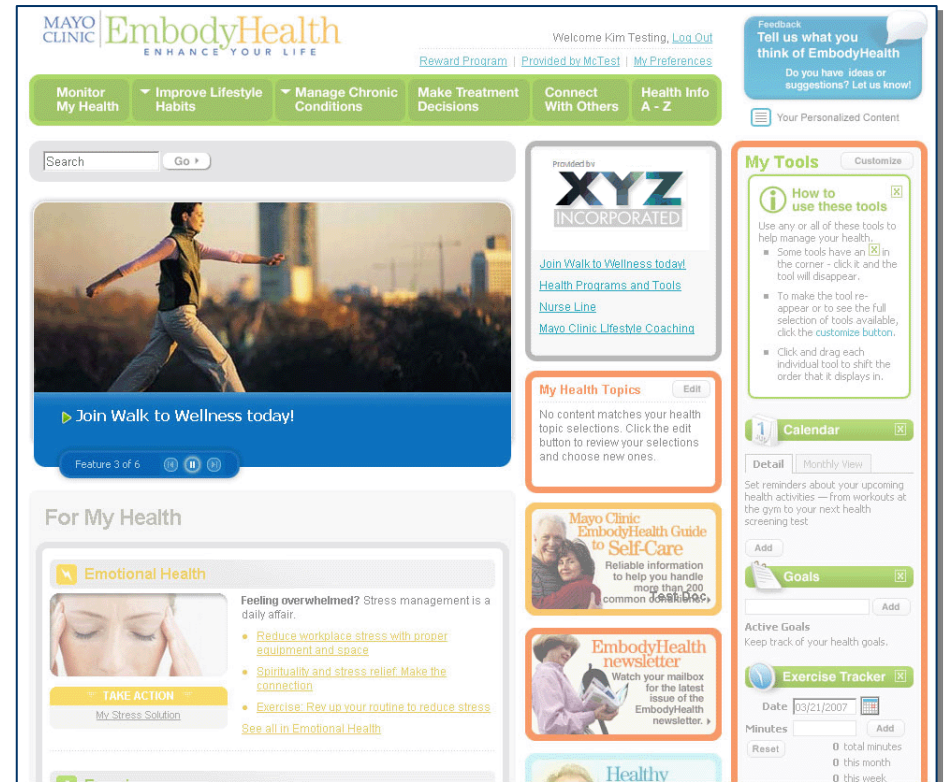 MAYO CLINIC EmbodyHealth
ENHANCE YOUR LIFE
Welcome Kim Testing, Log Out
Reward Program | Provided by McTest | My Preferences
Feedback
Tell us what you
think of EmbodyHealth
Do you have ideas or
suggestions? Let us know!
Monitor
My Health
Improve Lifestyle
Habits
Manage Chronic
Conditions
Make Treatment
Decisions
Connect
With Others
Health Info
A - Z
Your Personalized Content
Search
Go
Join Walk to Wellness today!
Feature 3 of 6
For My Health
Emotional Health
Feeling overwhelmed? Stress management is a
daily affair.
Reduce workplace stress with proper
equipment and space
Spirituality and stress relief: Make the
connection
Exercise: Rev up your routine to reduce stress
See all in Emotional Health
TAKE ACTION
My Stress Solution
Provided by
XYZ
INCORPORATED
Join Walk to Wellness today!
Health Programs and Tools
Nurse Line
Mayo Clinic Lifestyle Coaching
My Health Topics
Edit
No content matches your health
topic selections. Click the edit
button to review your selections
and choose new ones.
Mayo Clinic
EmbodyHealth Guide
to Self-Care
Reliable information
to help you handle
more than 200
common conditions.
Test Doc
EmbodyHealth
newsletter
Watch your mailbox
for the latest
issue of the
EmbodyHealth
newsletter.
Healthy
My Tools
Customize
How to
use these tools
Use any or all of these tools to
help manage your health.
Some tools have an X in
the corner - click it and the
tool will disappear.
To make the tool re-
appear or to see the full
selection of tools available,
click the customize button.
Click and drag each
individual tool to shift the
order that it displays in.
1
Calendar
Detail
Monthly View
Set reminders about your upcoming
health activities — from workouts at
the gym to your next health
screening test
Add
Goals
Add
Active Goals
Keep track of your health goals.
Exercise Tracker
Date 03/21/2007
Minutes
Add
Reset
0 total minutes
0 this month
0 this week